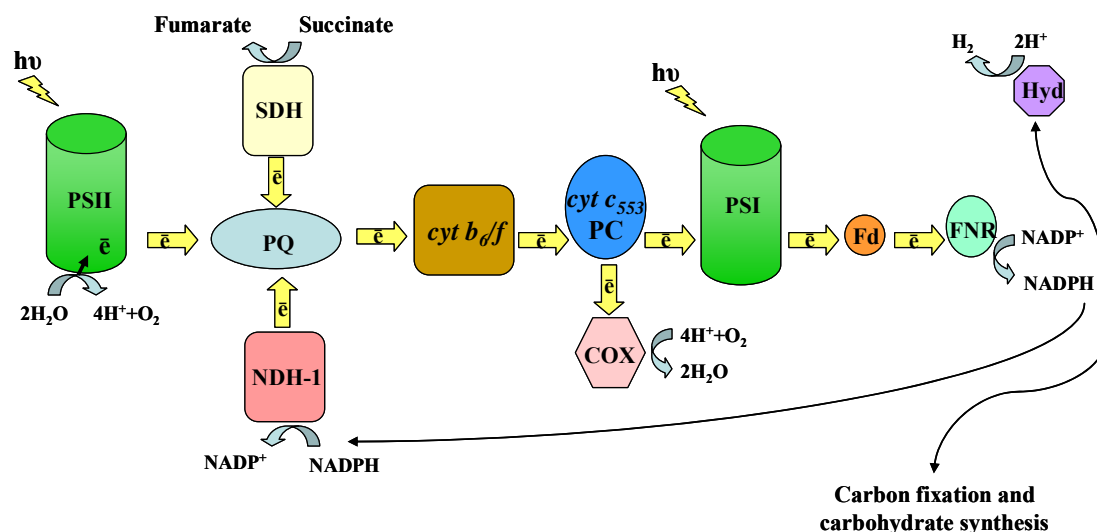 Fumarate Succinate
H₂ 2H⁺
hυ
hυ
Hyd
SDH
ē
PSII
ē
ē
PQ
ē
cyt b₆/f
ē
cyt c₅₅₃
PC
ē
PSI
ē
Fd
ē
FNR
NADP⁺
NADPH
2H₂O 4H⁺+O₂
ē
ē
NDH-1
COX
4H⁺+O₂
2H₂O
NADP⁺ NADPH
Carbon fixation and
carbohydrate synthesis